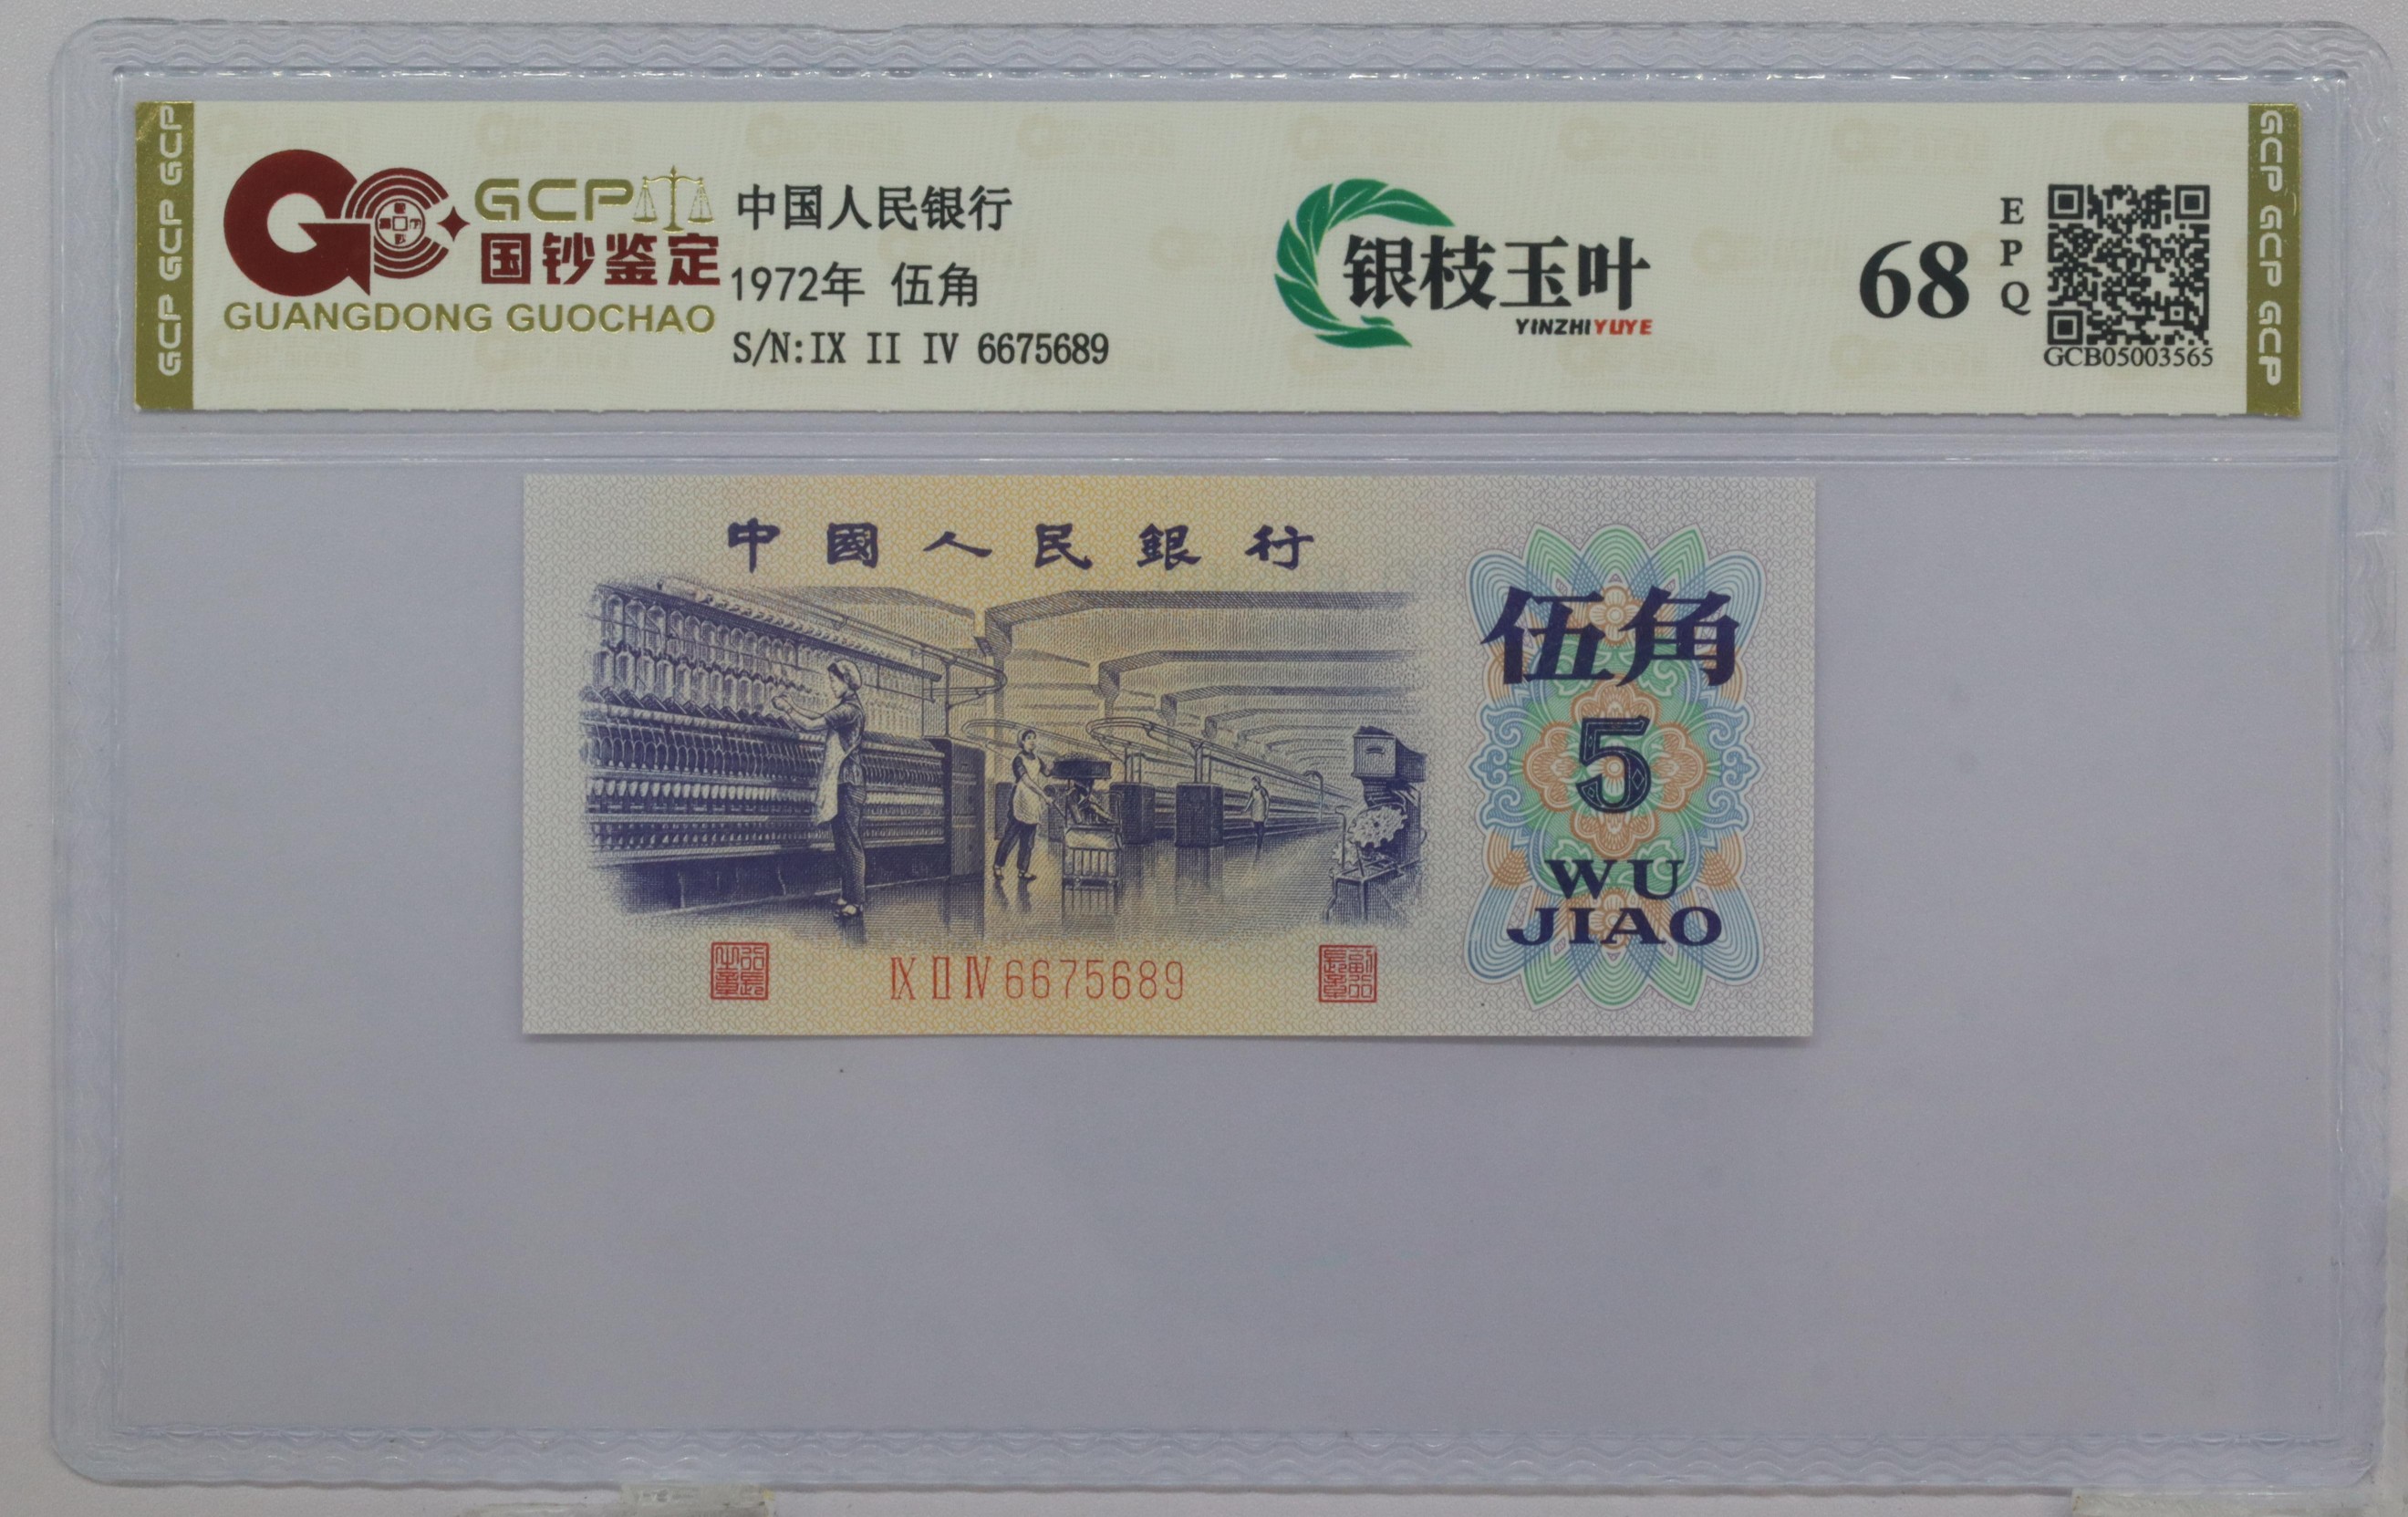 GCP GCP GCP
GCP
国钞鉴定
GUANGDONG GUOCHAO
中国人民银行
1972年 伍角
S/N:IX II IV 6675689
银枝玉叶
YINZHIYUYE
68
EPQ
GCB05003565
GCP GCP GCP
中國人民銀行
伍角
5
WU
JIAO
IX II IV 6675689